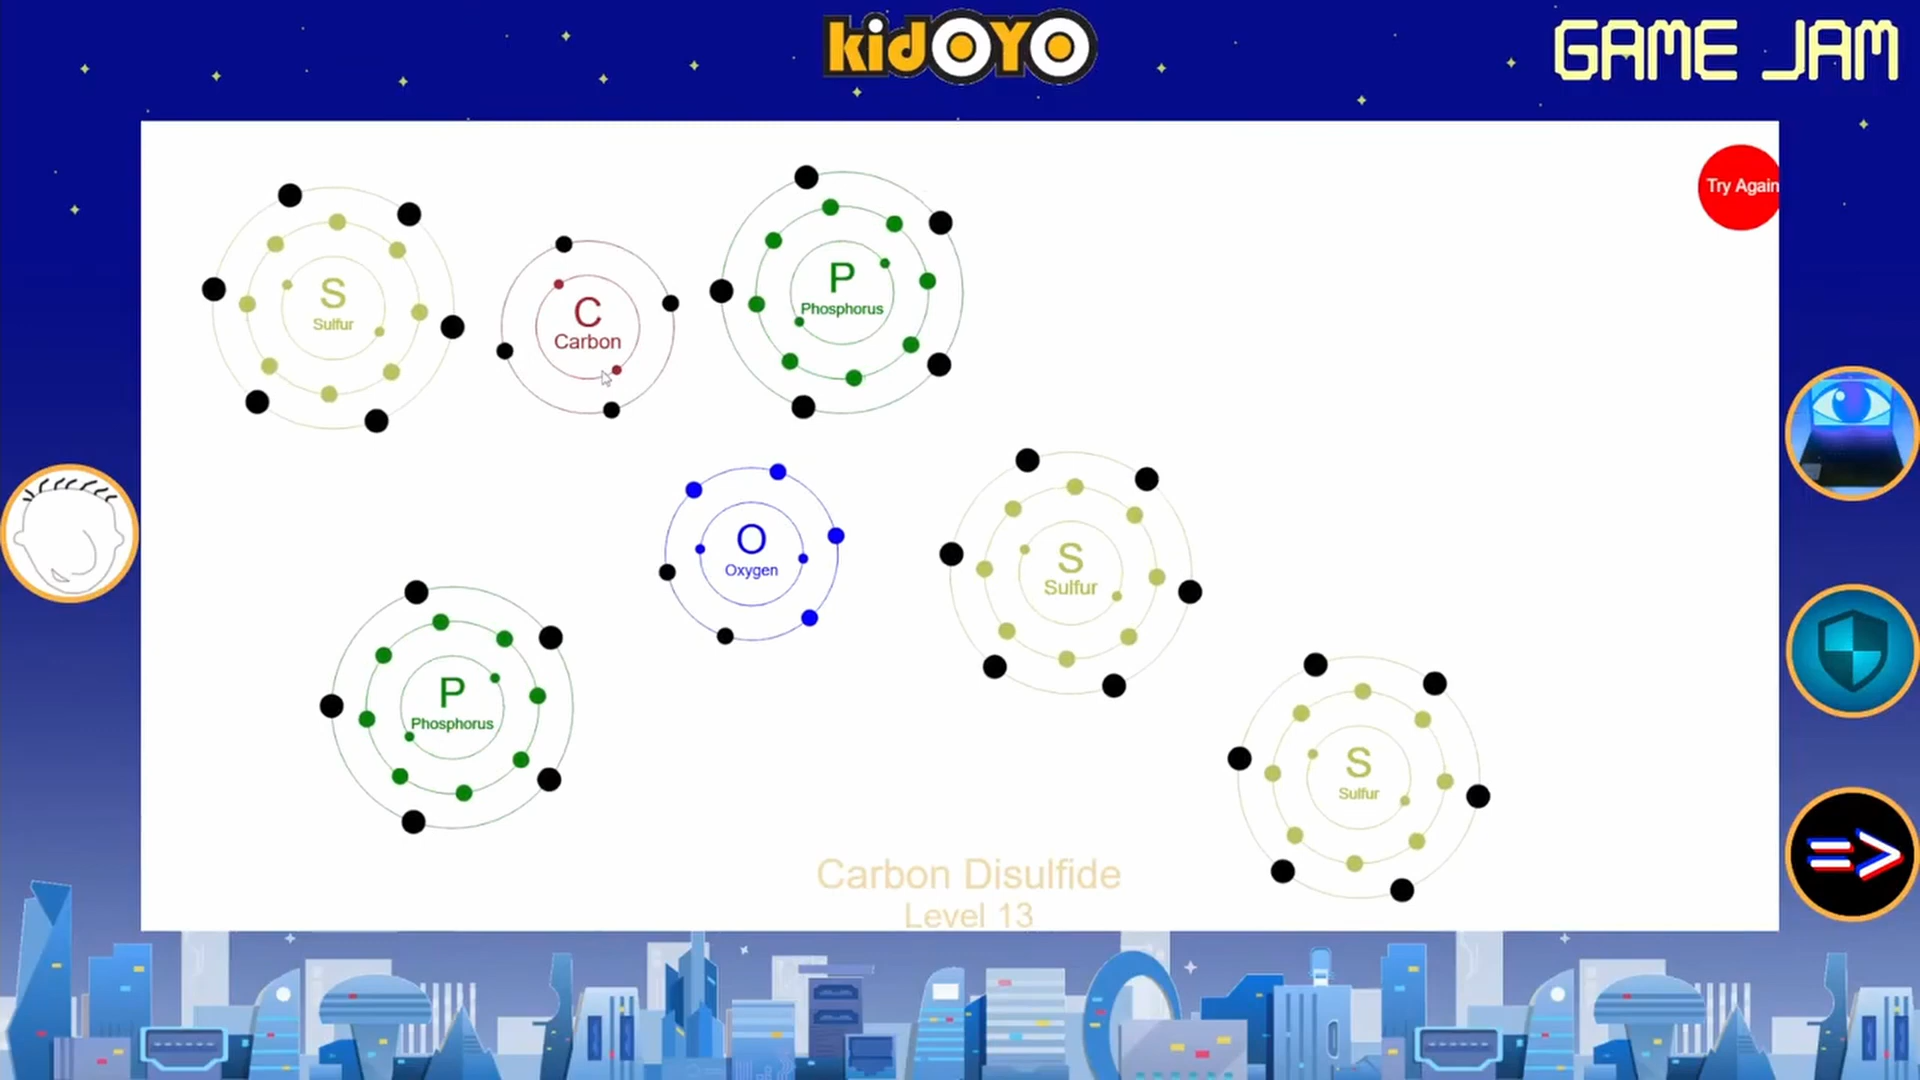 kidOYO
GAME JAM
Try Again
S
Sulfur
C
Carbon
P
Phosphorus
O
Oxygen
S
Sulfur
P
Phosphorus
S
Sulfur
Carbon Disulfide
Level 13